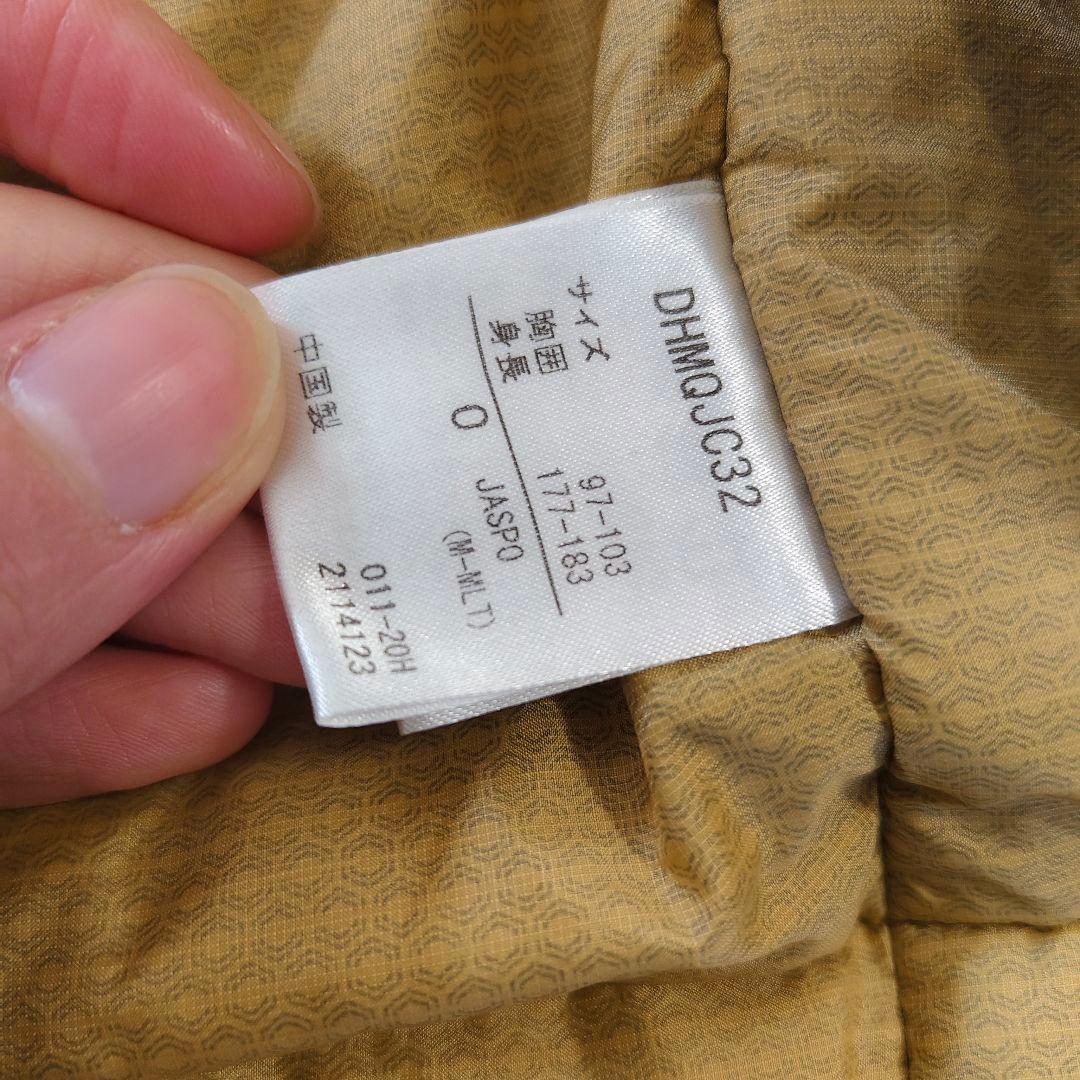 DHMQJC32
サイズ
胸囲 97-103
身長 177-183
O JASPO
(M-MLT)
011-20H
2114123
中国製